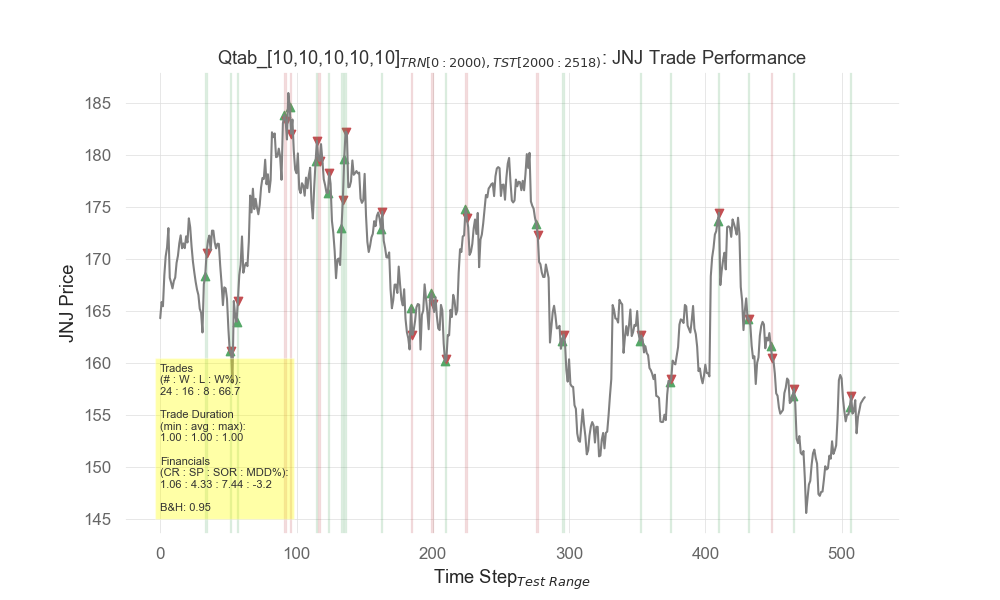 Qtab_[10,10,10,10,10]TRN[0 : 2000), TST[2000 : 2518): JNJ Trade Performance
185
180
175
170
165
160
155
150
145
JNJ Price
Trades
(# : W : L : W%):
24 : 16 : 8 : 66.7
Trade Duration
(min : avg : max):
1.00 : 1.00 : 1.00
Financials
(CR : SP : SOR : MDD%):
1.06 : 4.33 : 7.44 : -3.2
B&H: 0.95
0 100 200 300 400 500
Time StepTest Range